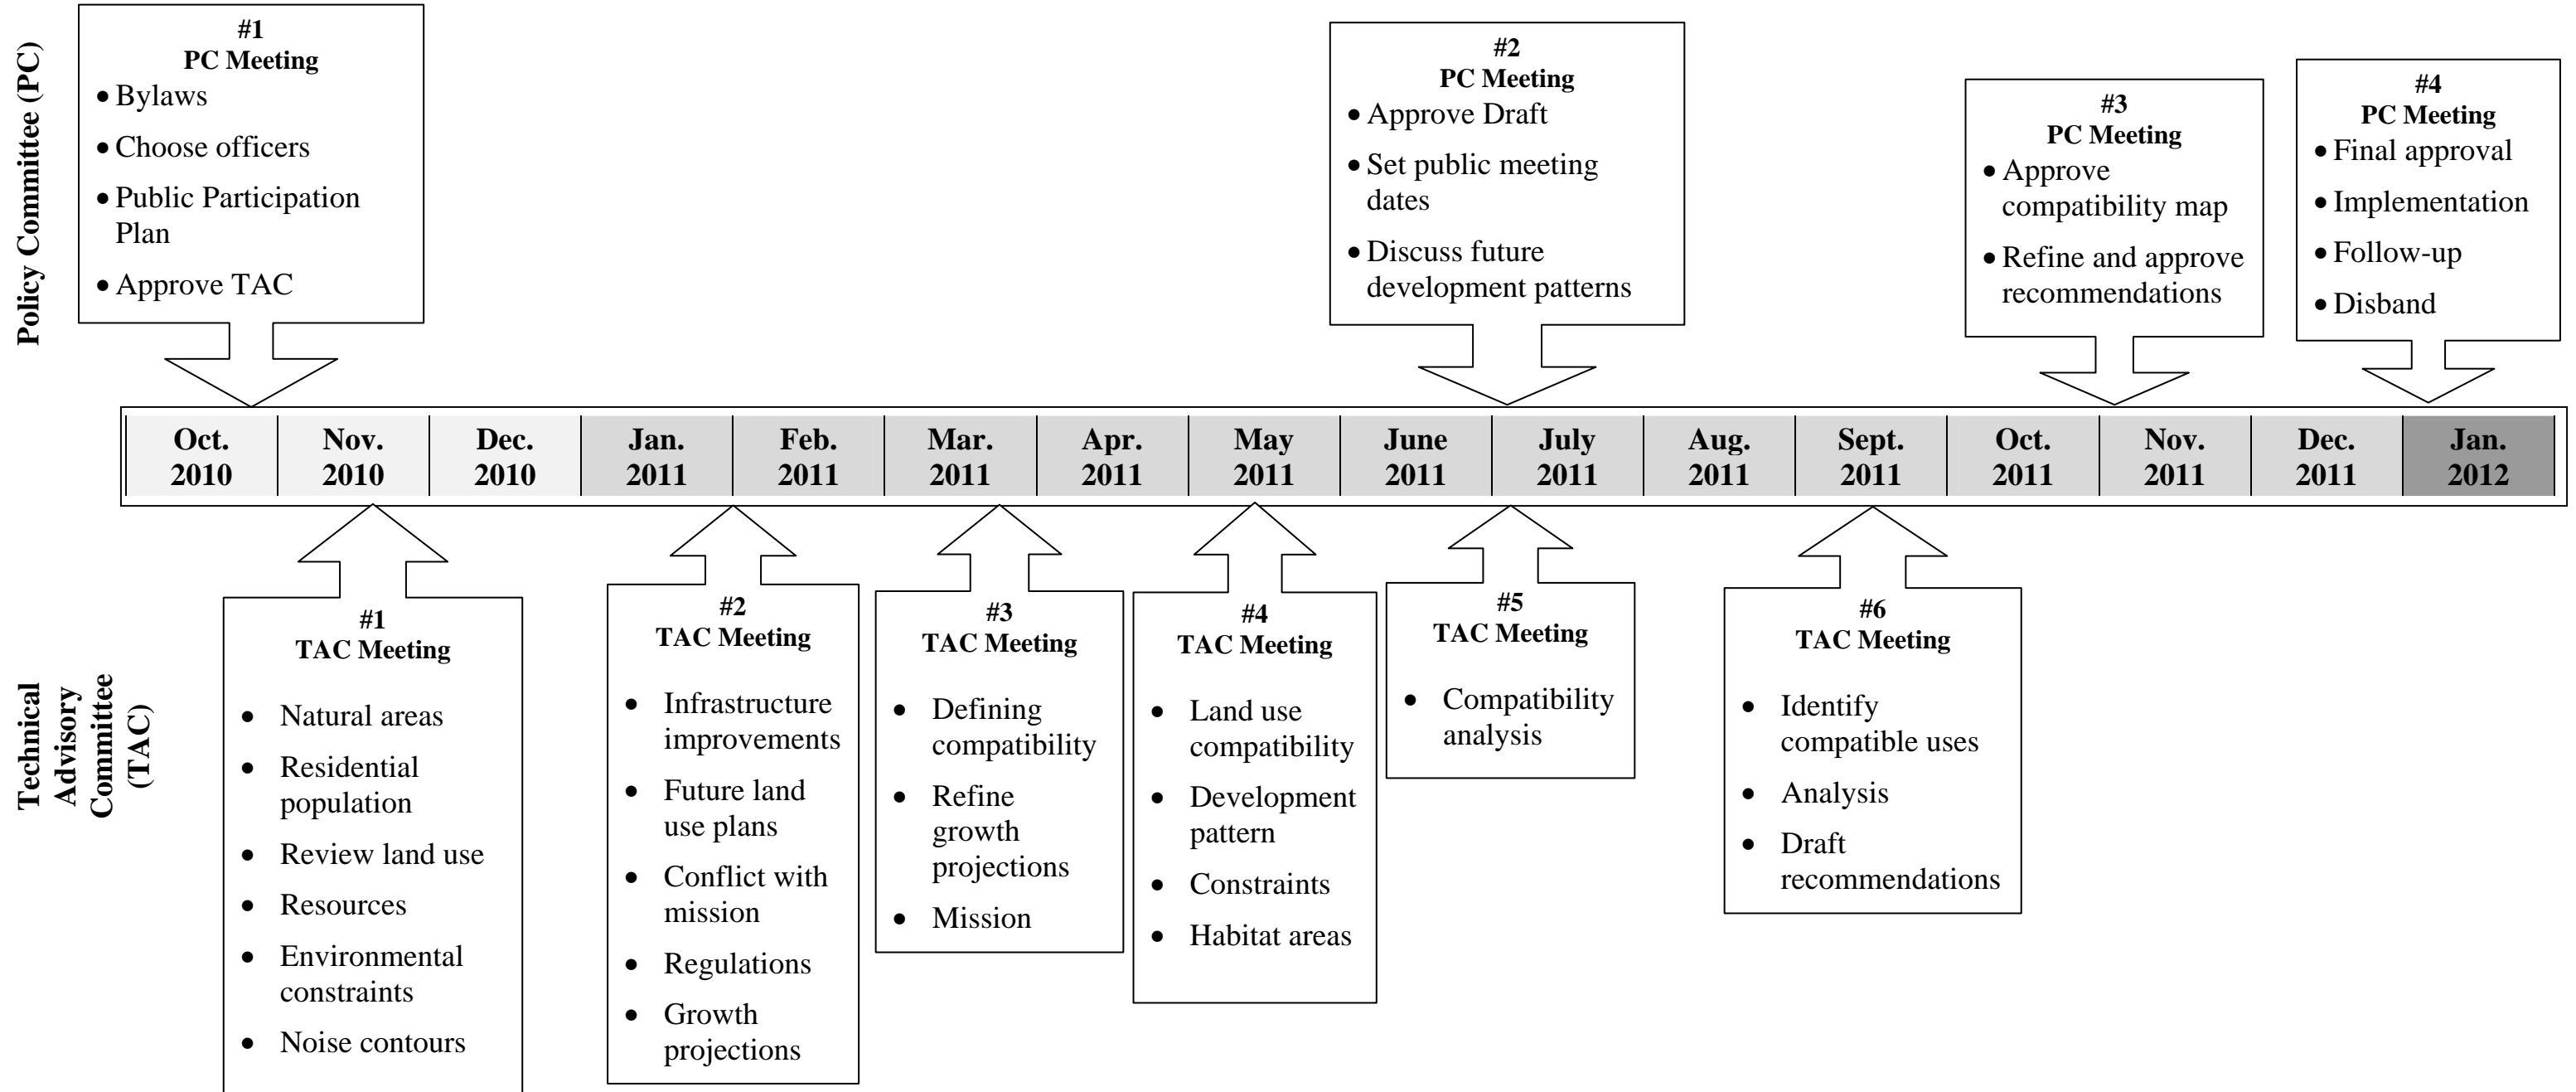 Policy Committee (PC)
#1
PC Meeting
• Bylaws
• Choose officers
• Public Participation
Plan
• Approve TAC
#2
PC Meeting
• Approve Draft
• Set public meeting
dates
• Discuss future
development patterns
#3
PC Meeting
• Approve
compatibility map
• Refine and approve
recommendations
#4
PC Meeting
• Final approval
• Implementation
• Follow-up
• Disband
Oct.
2010
Nov.
2010
Dec.
2010
Jan.
2011
Feb.
2011
Mar.
2011
Apr.
2011
May
2011
June
2011
July
2011
Aug.
2011
Sept.
2011
Oct.
2011
Nov.
2011
Dec.
2011
Jan.
2012
Technical
Advisory
Committee
(TAC)
#1
TAC Meeting
• Natural areas
• Residential
population
• Review land use
• Resources
• Environmental
constraints
• Noise contours
#2
TAC Meeting
• Infrastructure
improvements
• Future land
use plans
• Conflict with
mission
• Regulations
• Growth
projections
#3
TAC Meeting
• Defining
compatibility
• Refine
growth
projections
• Mission
#4
TAC Meeting
• Land use
compatibility
• Development
pattern
• Constraints
• Habitat areas
#5
TAC Meeting
• Compatibility
analysis
#6
TAC Meeting
• Identify
compatible uses
• Analysis
• Draft
recommendations